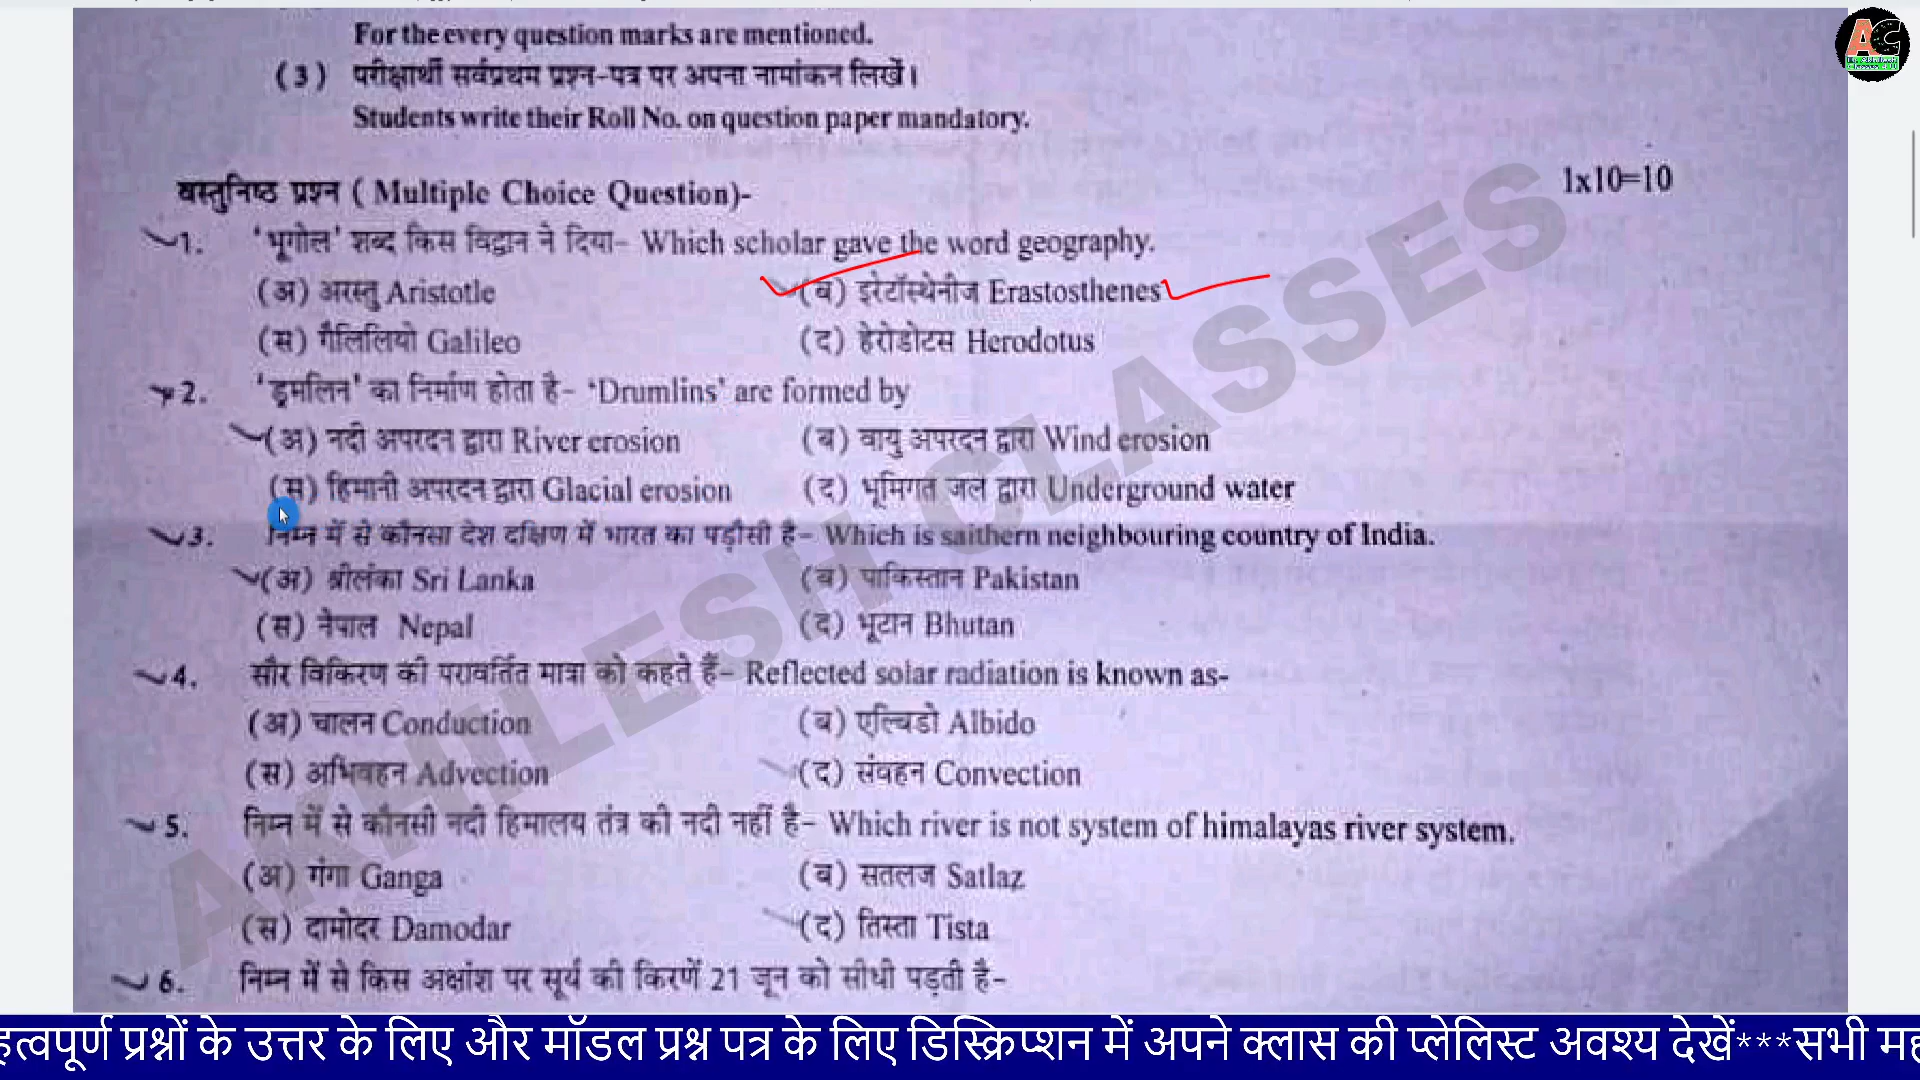 For the every question marks are mentioned.
(3) परीक्षार्थी सर्वप्रथम प्रश्न-पत्र पर अपना नामांकन लिखें।
Students write their Roll No. on question paper mandatory.
1x10=10
वस्तुनिष्ठ प्रश्न ( Multiple Choice Question)-
1. 'भूगोल' शब्द किस विद्वान ने दिया- Which scholar gave the word geography.
(अ) अरस्तु Aristotle (ब) इरेटॉस्थेनीज Erastosthenes
(स) गैलिलियो Galileo (द) हेरोडोटस Herodotus
2. 'ड्रमलिन' का निर्माण होता है- 'Drumlins' are formed by
(अ) नदी अपरदन द्वारा River erosion (ब) वायु अपरदन द्वारा Wind erosion
(स) हिमानी अपरदन द्वारा Glacial erosion (द) भूमिगत जल द्वारा Underground water
3. निम्न में से कौनसा देश दक्षिण में भारत का पड़ौसी है- Which is saithern neighbouring country of India.
(अ) श्रीलंका Sri Lanka (ब) पाकिस्तान Pakistan
(स) नेपाल Nepal (द) भूटान Bhutan
4. सौर विकिरण की परावर्तित मात्रा को कहते हैं- Reflected solar radiation is known as-
(अ) चालन Conduction (ब) एल्बिडो Albido
(स) अभिवहन Advection (द) संवहन Convection
5. निम्न में से कौनसी नदी हिमालय तंत्र की नदी नहीं है- Which river is not system of himalayas river system.
(अ) गंगा Ganga (ब) सतलज Satlaz
(स) दामोदर Damodar (द) तिस्ता Tista
6. निम्न में से किस अक्षांश पर सूर्य की किरणें 21 जून को सीधी पड़ती है-
AKHILESH CLASSES
AC
हत्वपूर्ण प्रश्नों के उत्तर के लिए और मॉडल प्रश्न पत्र के लिए डिस्क्रिप्शन में अपने क्लास की प्लेलिस्ट अवश्य देखें***सभी मह